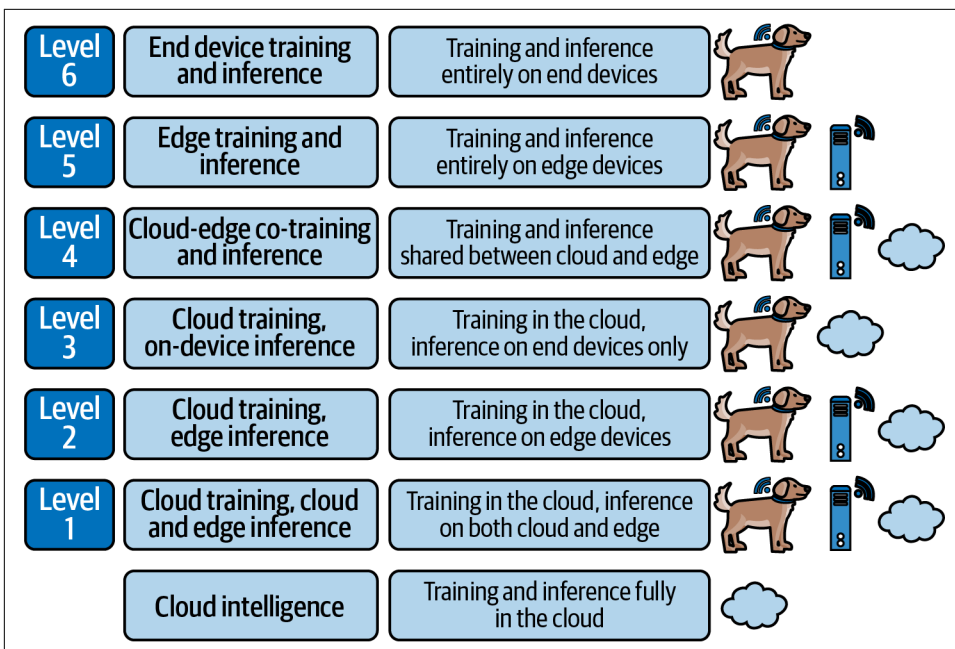 Level
6
End device training
and inference
Training and inference
entirely on end devices
Level
5
Edge training and
inference
Training and inference
entirely on edge devices
Level
4
Cloud-edge co-training
and inference
Training and inference
shared between cloud and edge
Level
3
Cloud training,
on-device inference
Training in the cloud,
inference on end devices only
Level
2
Cloud training,
edge inference
Training in the cloud,
inference on edge devices
Level
1
Cloud training, cloud
and edge inference
Training in the cloud, inference
on both cloud and edge
Cloud intelligence
Training and inference fully
in the cloud